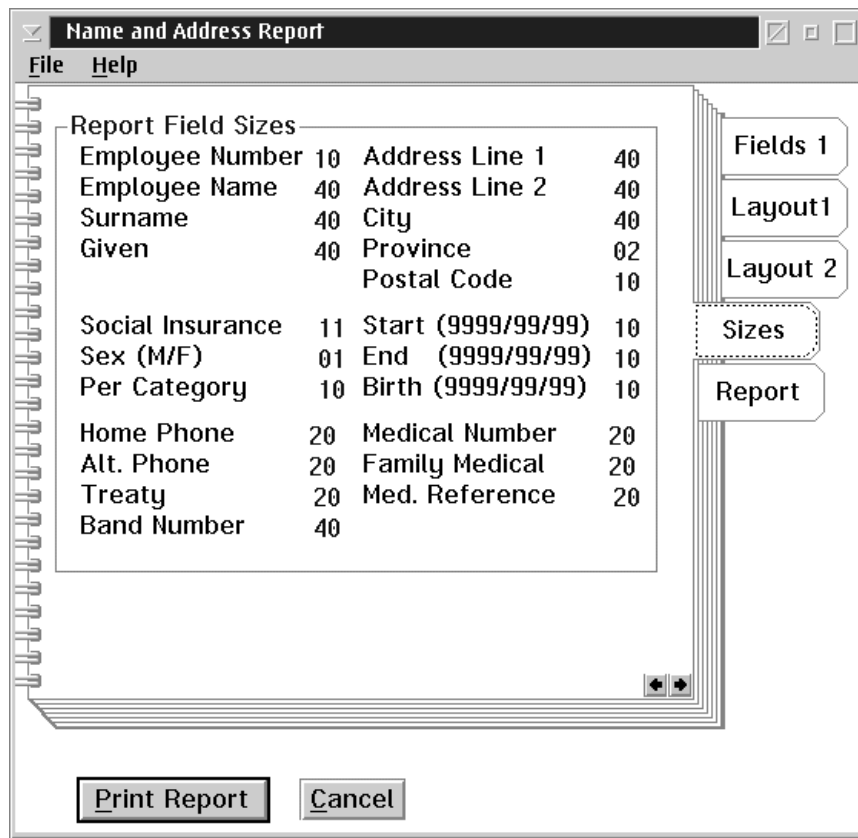 Name and Address Report
File Help
Report Field Sizes
Employee Number 10 Address Line 1 40
Employee Name 40 Address Line 2 40
Surname 40 City 40
Given 40 Province 02
Postal Code 10
Social Insurance 11 Start (9999/99/99) 10
Sex (M/F) 01 End (9999/99/99) 10
Per Category 10 Birth (9999/99/99) 10
Home Phone 20 Medical Number 20
Alt. Phone 20 Family Medical 20
Treaty 20 Med. Reference 20
Band Number 40
Fields 1
Layout1
Layout 2
Sizes
Report
Print Report Cancel